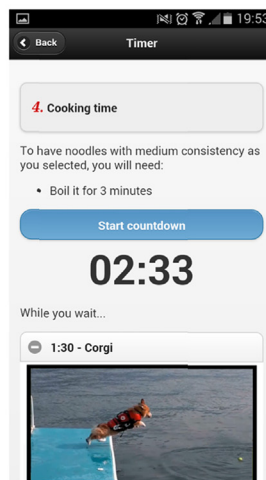 19:53
Back
Timer
4. Cooking time
To have noodles with medium consistency as
you selected, you will need:
• Boil it for 3 minutes
Start countdown
02:33
While you wait...
1:30 - Corgi